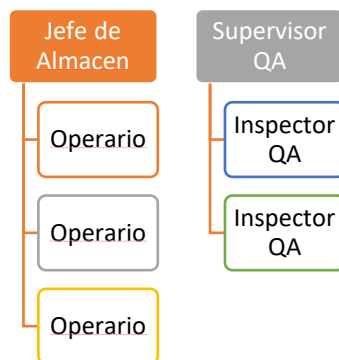 Jefe de
Almacen
Operario
Operario
Operario
Supervisor
QA
Inspector
QA
Inspector
QA